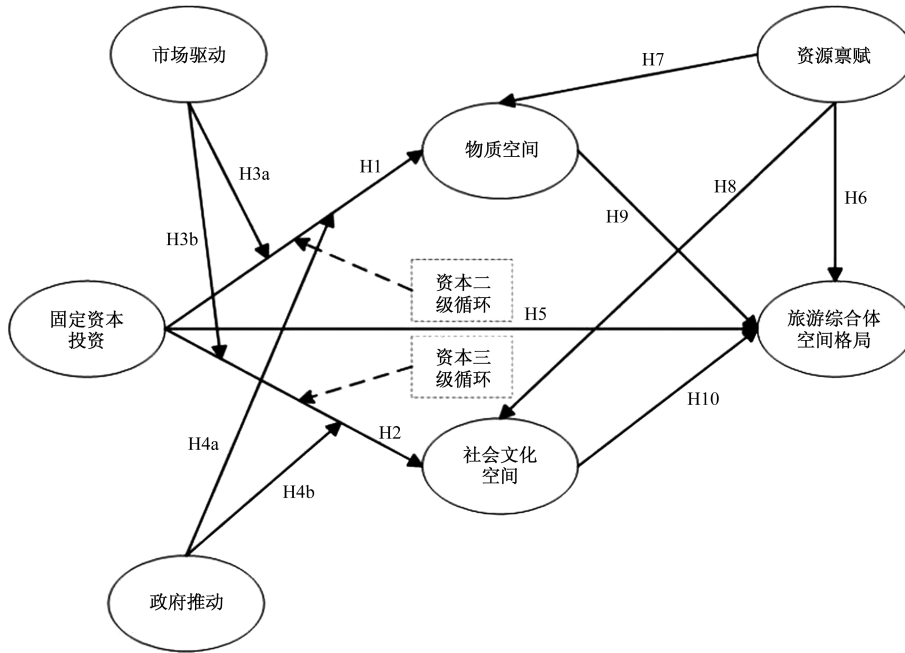 市场驱动
资源禀赋
H7
物质空间
H1
H3a
H8
H6
H9
H3b
资本二
级循环
固定资本
投资
H5
旅游综合体
空间格局
资本三
级循环
H10
H2
H4a
社会文化
空间
H4b
政府推动